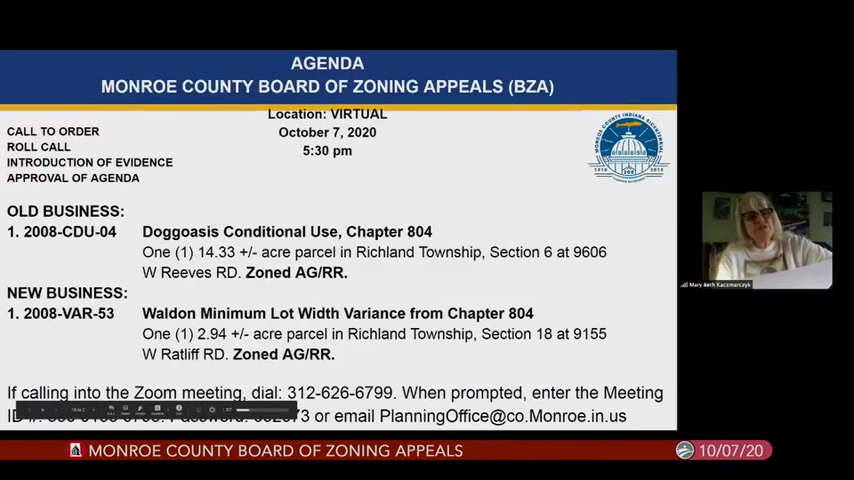 AGENDA
MONROE COUNTY BOARD OF ZONING APPEALS (BZA)
Location: VIRTUAL
October 7, 2020
5:30 pm
CALL TO ORDER
ROLL CALL
INTRODUCTION OF EVIDENCE
APPROVAL OF AGENDA
OLD BUSINESS:
1. 2008-CDU-04 Doggoasis Conditional Use, Chapter 804
One (1) 14.33 +/- acre parcel in Richland Township, Section 6 at 9606
W Reeves RD. Zoned AG/RR.
NEW BUSINESS:
1. 2008-VAR-53 Waldon Minimum Lot Width Variance from Chapter 804
One (1) 2.94 +/- acre parcel in Richland Township, Section 18 at 9155
W Ratliff RD. Zoned AG/RR.
If calling into the Zoom meeting, dial: 312-626-6799. When prompted, enter the Meeting
or email PlanningOffice@co.Monroe.in.us
Mary Beth Kaczmarczyk
MONROE COUNTY BOARD OF ZONING APPEALS
10/07/20